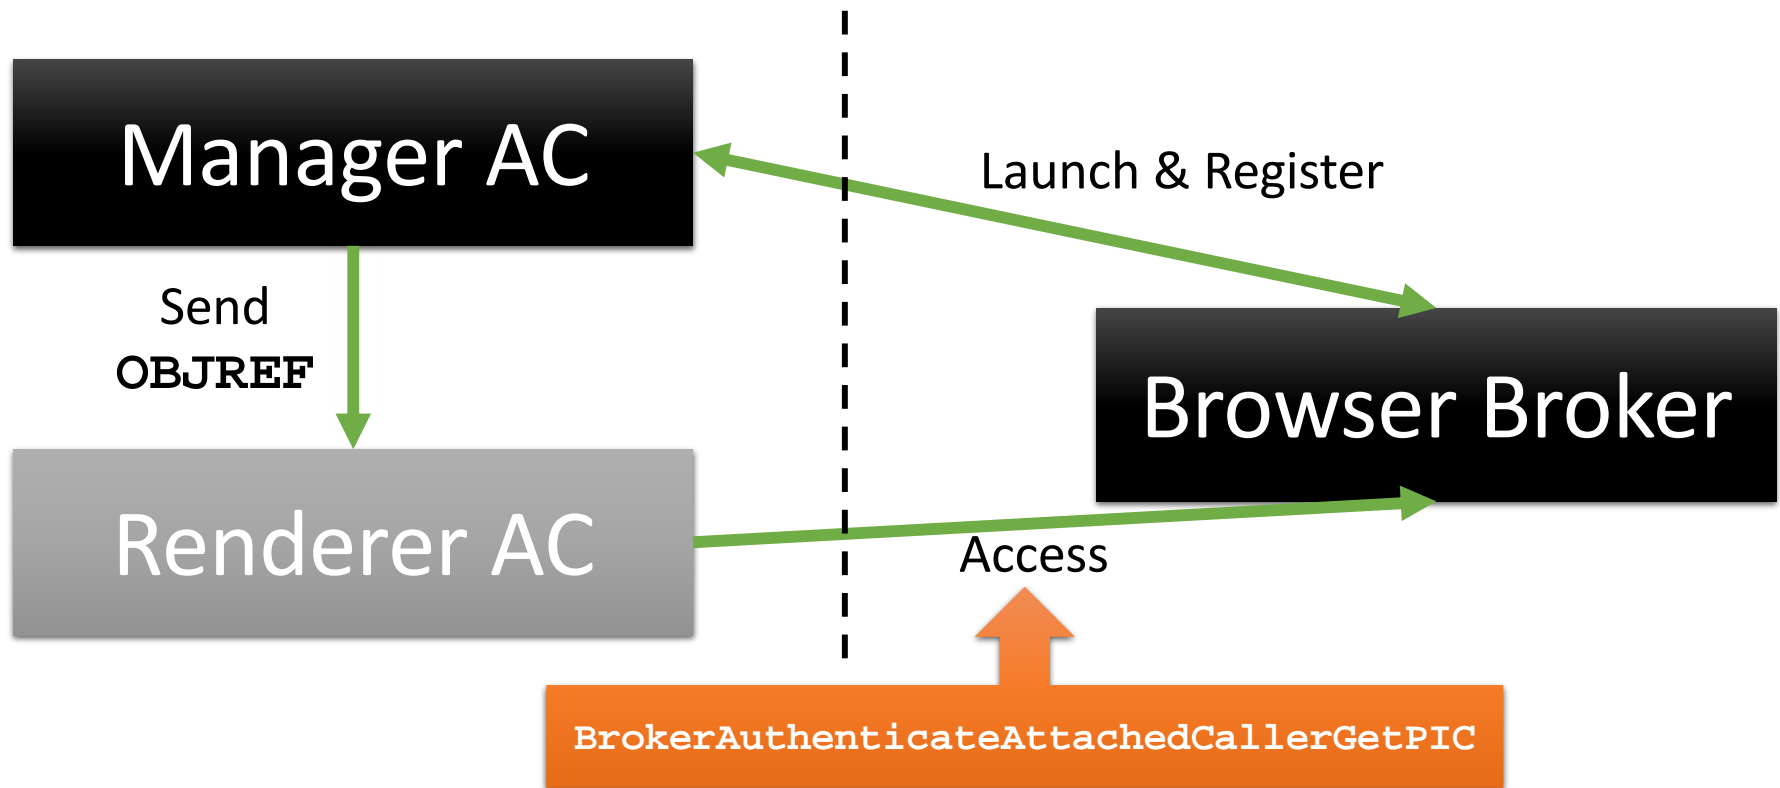 Manager AC
Launch & Register
Send
OBJREF
Browser Broker
Renderer AC
Access
BrokerAuthenticateAttachedCallerGetPIC